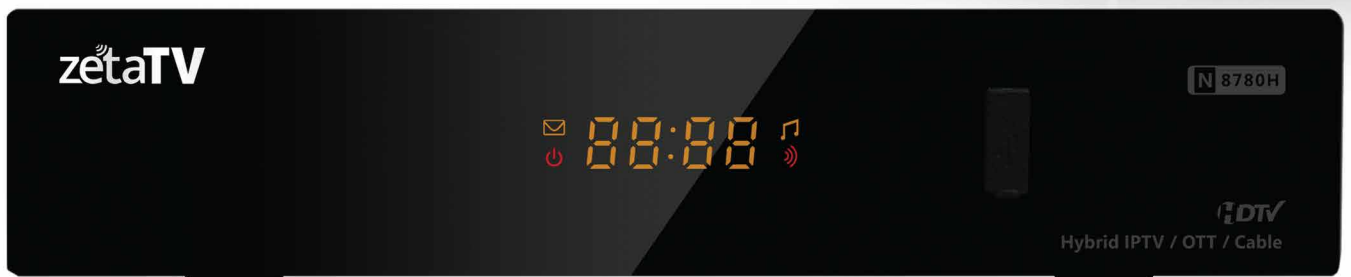 zetaTV
N 8780H
88:88
HDTV
Hybrid IPTV / OTT / Cable